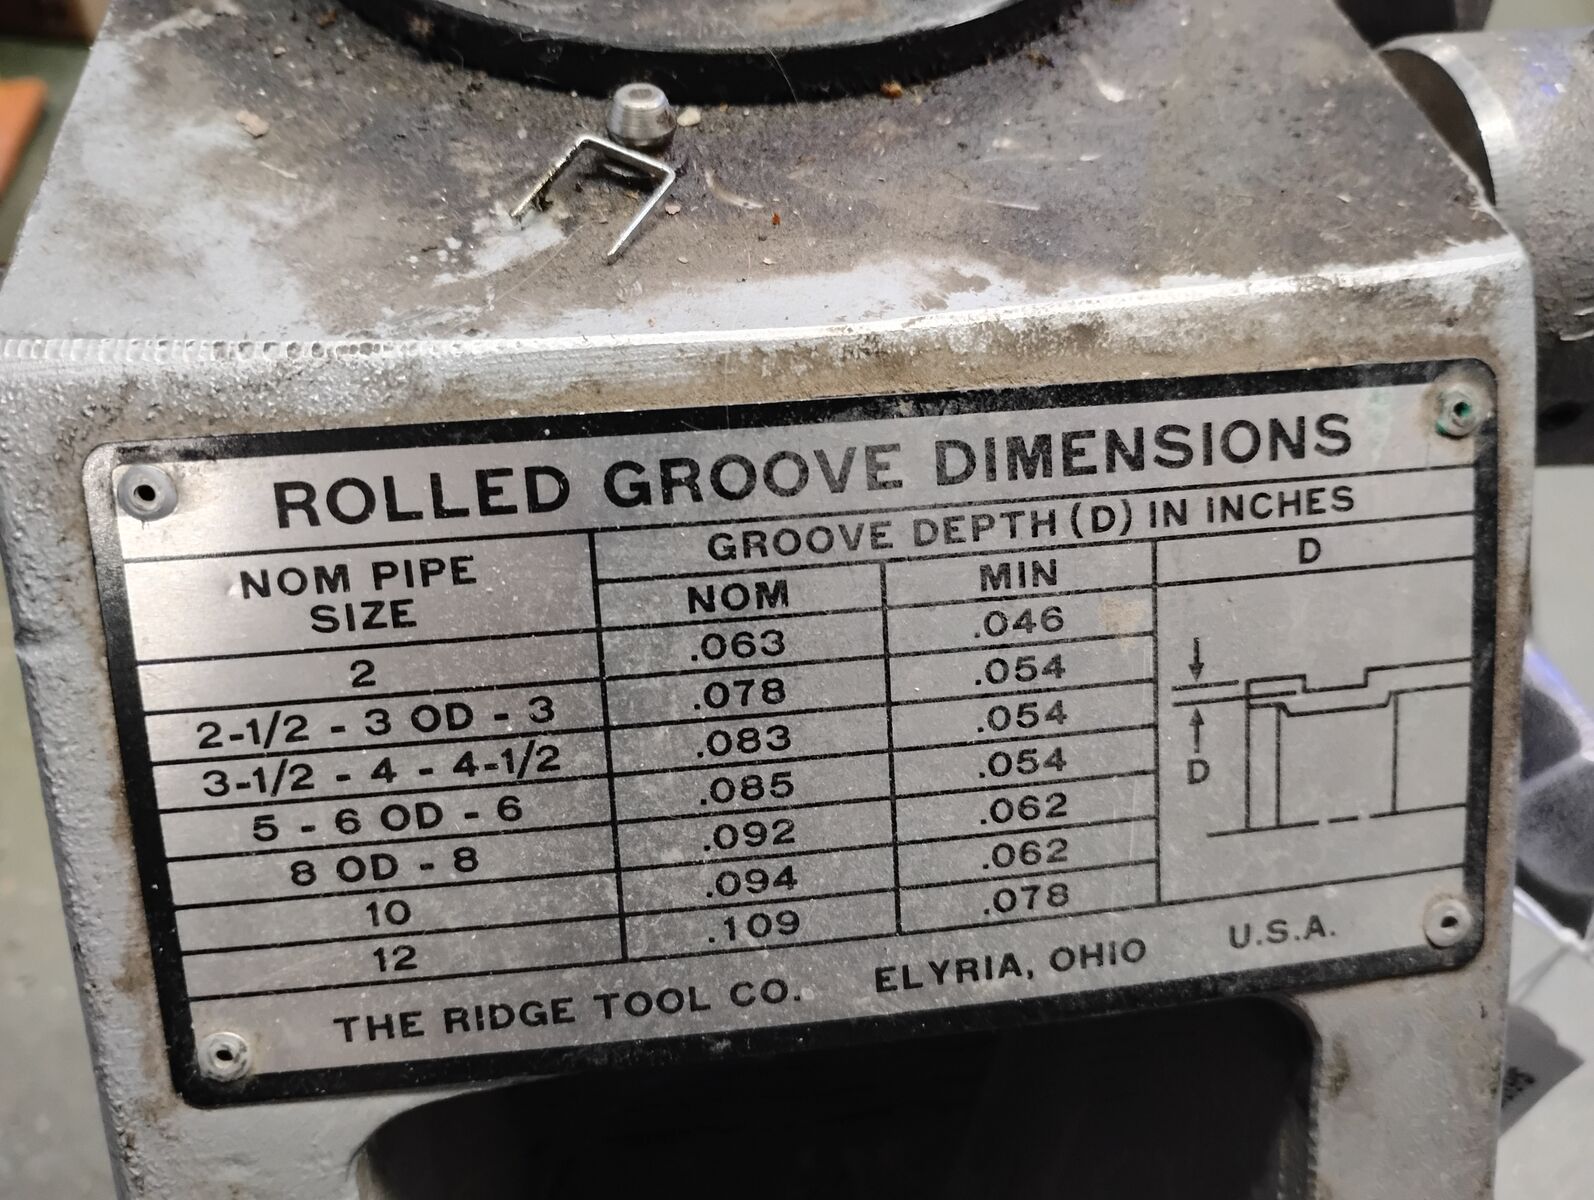 ROLLED GROOVE DIMENSIONS
NOM PIPE SIZE
GROOVE DEPTH (D) IN INCHES
NOM MIN D
2 .063 .046
2-1/2 - 3 OD - 3 .078 .054
3-1/2 - 4 - 4-1/2 .083 .054
5 - 6 OD - 6 .085 .054
8 OD - 8 .092 .062
10 .094 .062
12 .109 .078
D
THE RIDGE TOOL CO. ELYRIA, OHIO U.S.A.